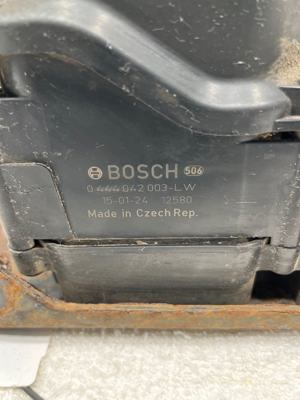 BOSCH 506
0 444 042 003-LW
15-01-24 12580
Made in Czech Rep.